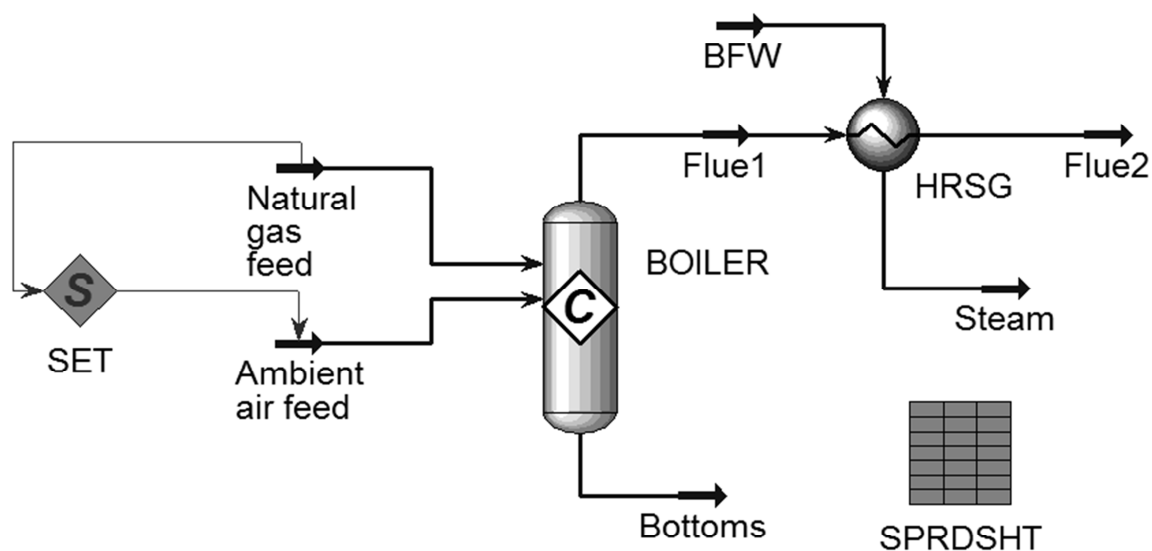 BFW
Flue1
Flue2
HRSG
Natural
gas
feed
BOILER
S
C
Steam
SET
Ambient
air feed
Bottoms
SPRDSHT